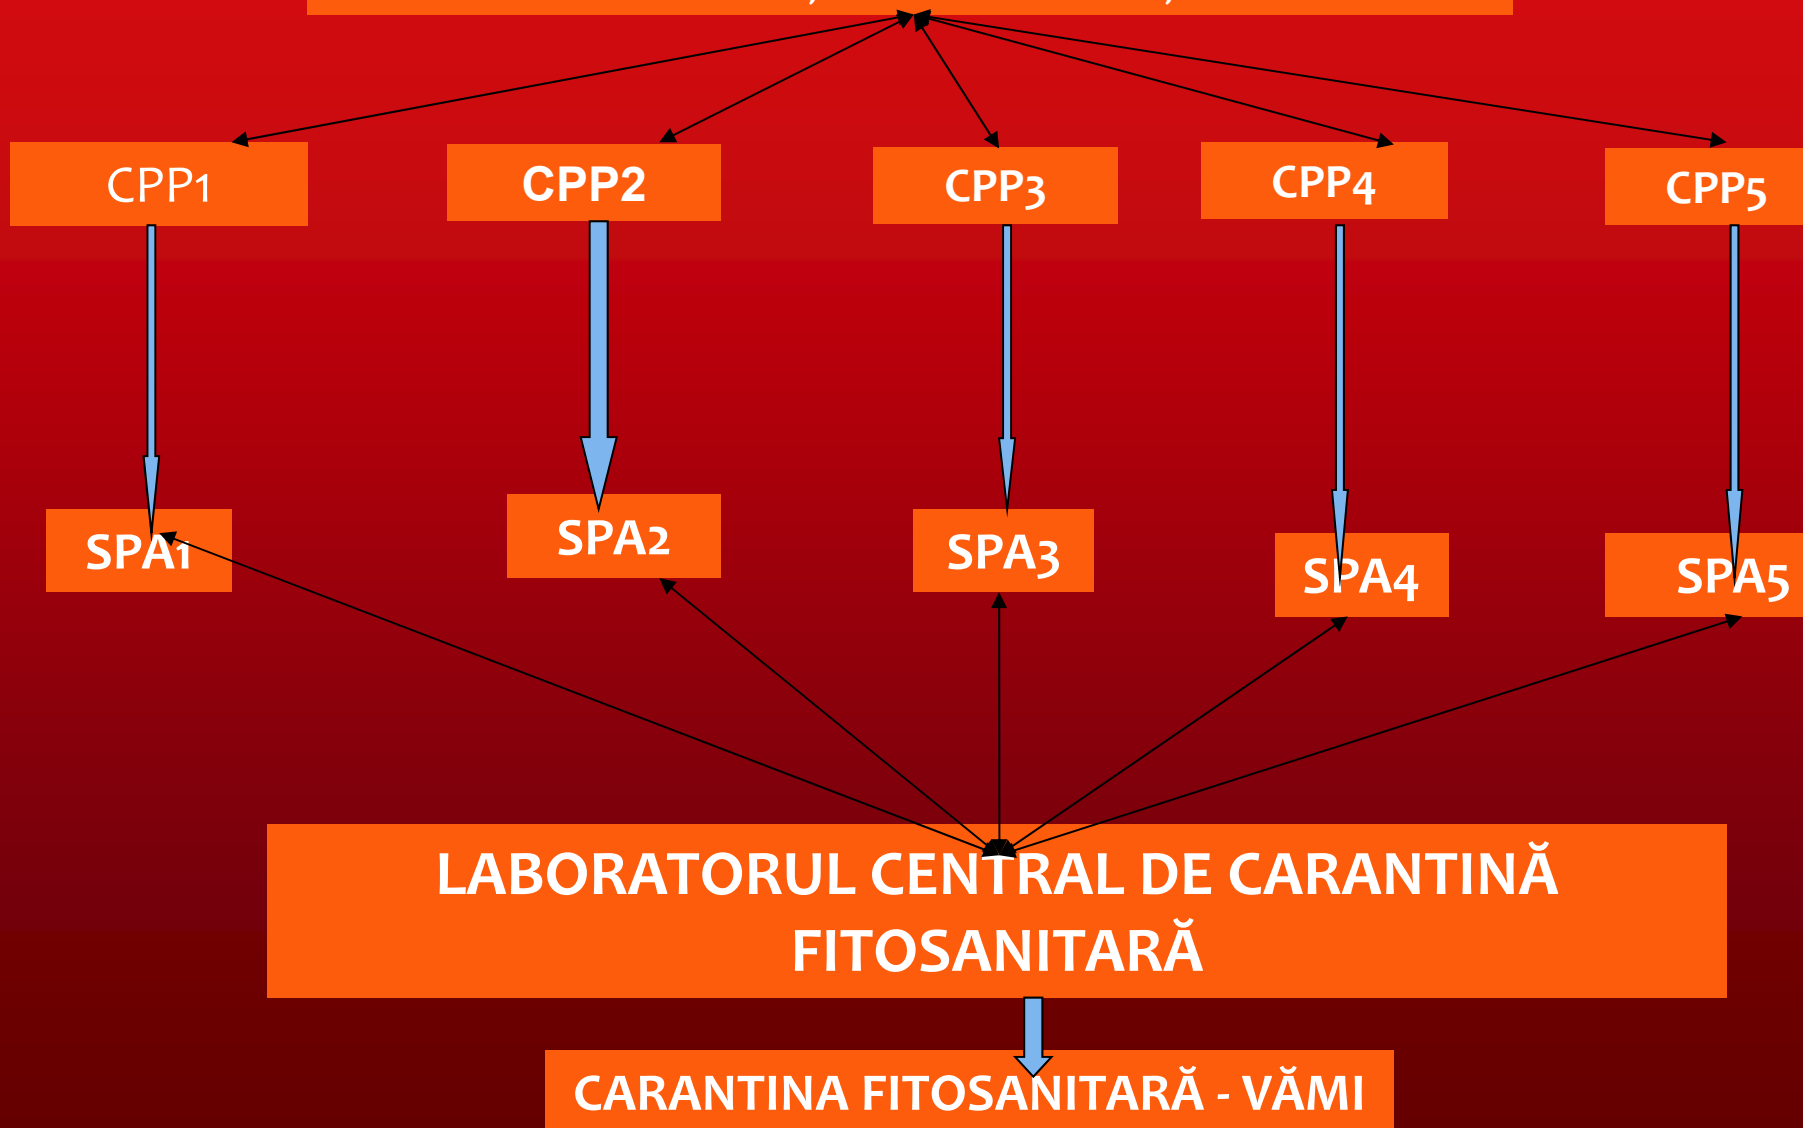 CPP1
CPP2
CPP3
CPP4
CPP5
SPA1
SPA2
SPA3
SPA4
SPA5
LABORATORUL CENTRAL DE CARANTINĂ
FITOSANITARĂ
CARANTINA FITOSANITARĂ - VĂMI